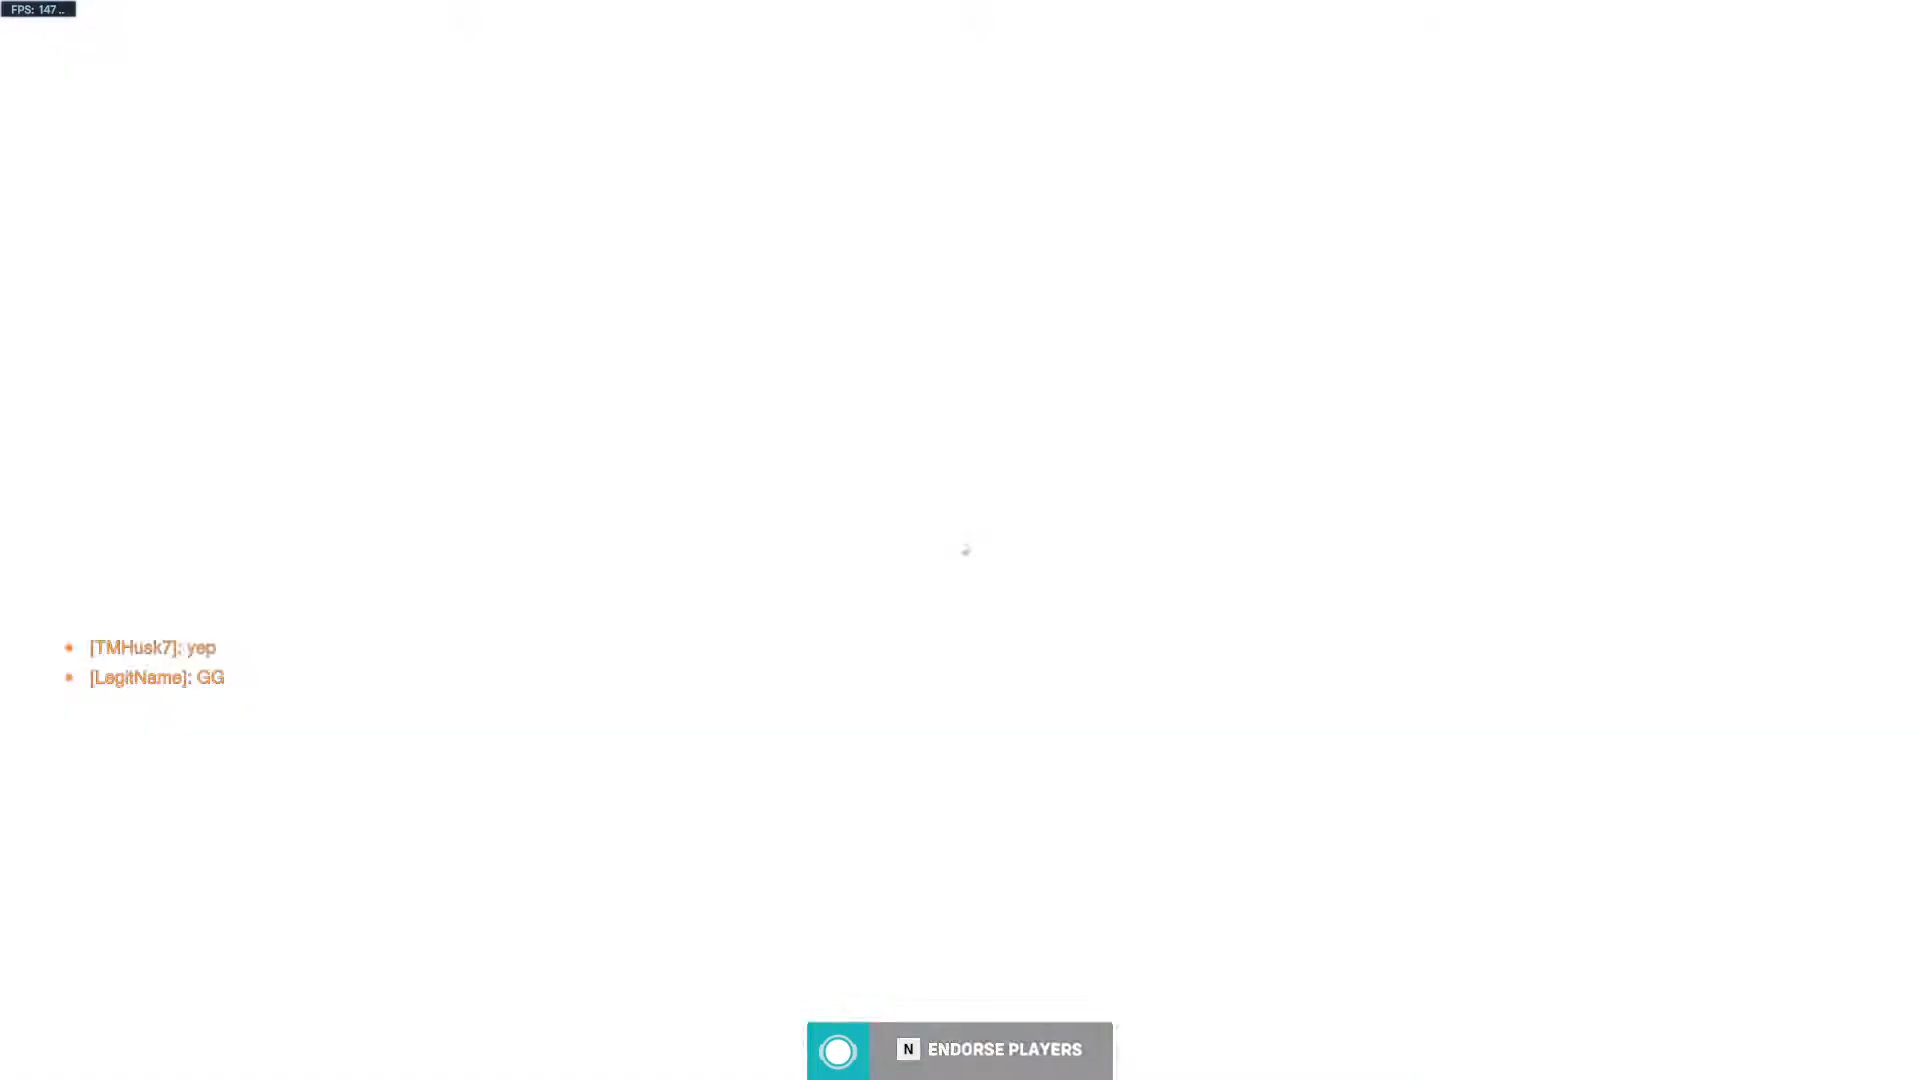 FPS: 147 ..
[TMHusk7]: yep
[LegitName]: GG
N ENDORSE PLAYERS